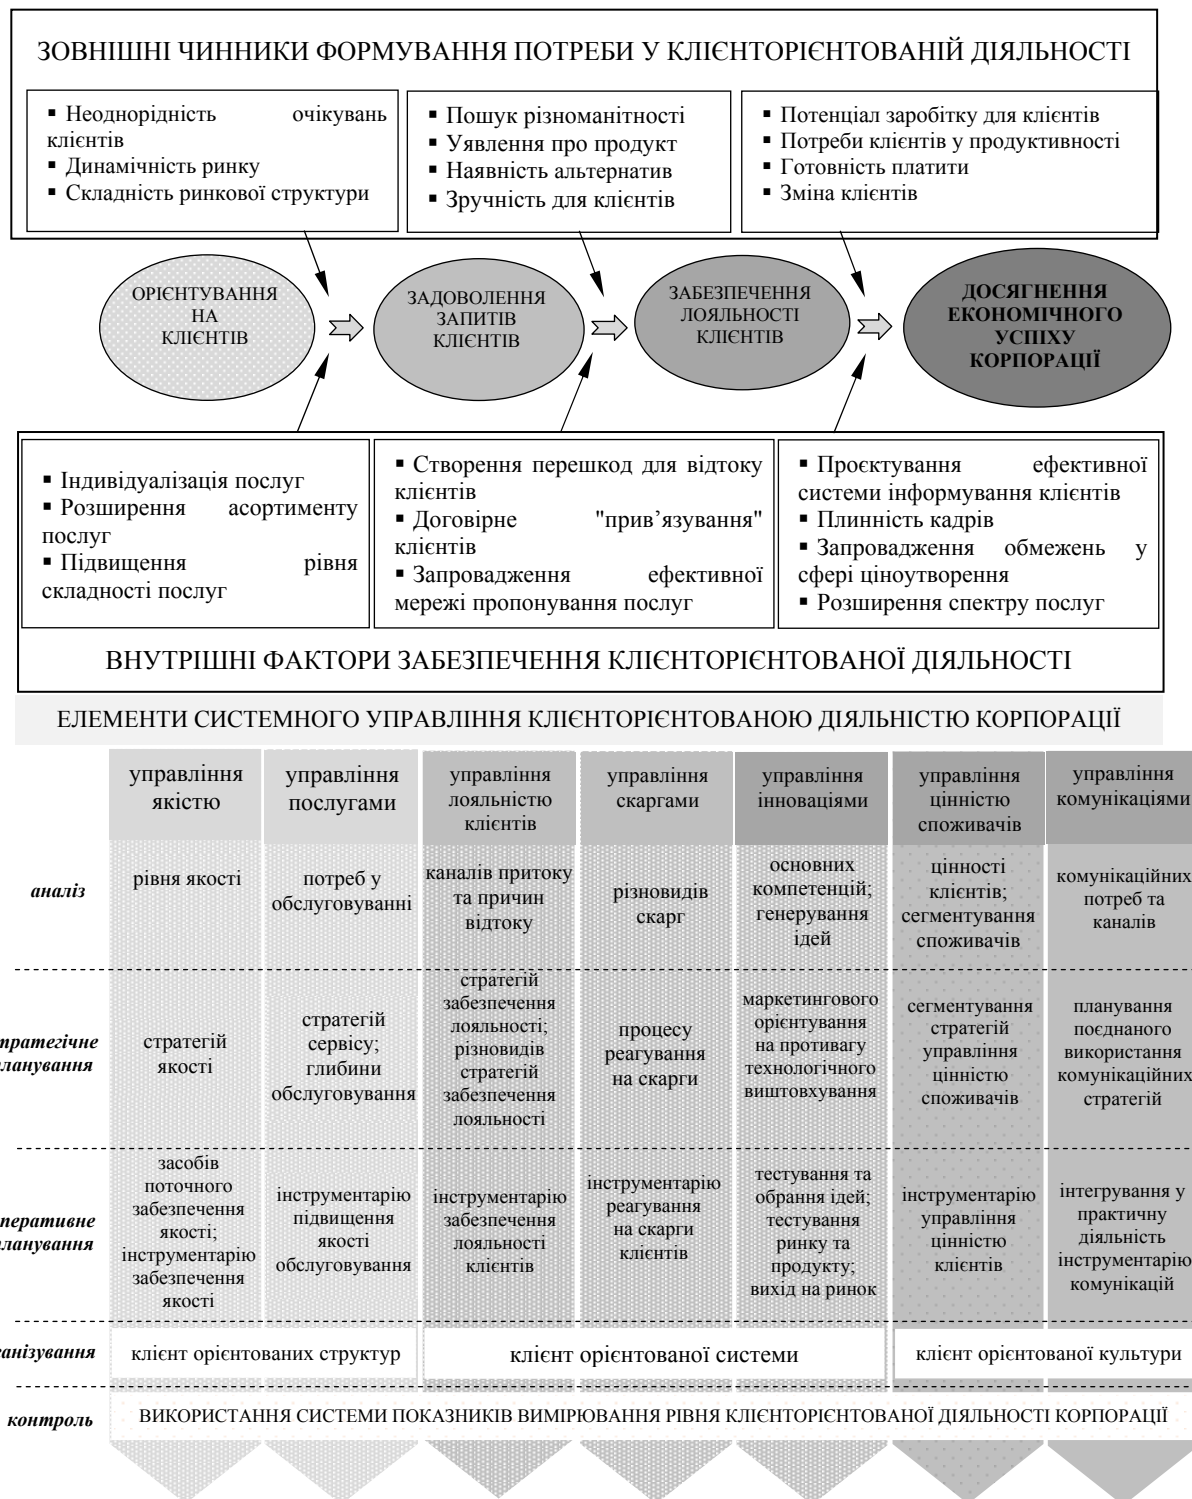 ЗОВНІШНІ ЧИННИКИ ФОРМУВАННЯ ПОТРЕБИ У КЛІЄНТОРІЄНТОВАНІЙ ДІЯЛЬНОСТІ
▪ Неоднорідність очікувань
клієнтів
▪ Динамічність ринку
▪ Складність ринкової структури
▪ Пошук різноманітності
▪ Уявлення про продукт
▪ Наявність альтернатив
▪ Зручність для клієнтів
▪ Потенціал заробітку для клієнтів
▪ Потреби клієнтів у продуктивності
▪ Готовність платити
▪ Зміна клієнтів
ОРІЄНТУВАННЯ
НА
КЛІЄНТІВ
ЗАДОВОЛЕННЯ
ЗАПИТІВ
КЛІЄНТІВ
ЗАБЕЗПЕЧЕННЯ
ЛОЯЛЬНОСТІ
КЛІЄНТІВ
ДОСЯГНЕННЯ
ЕКОНОМІЧНОГО
УСПІХУ
КОРПОРАЦІЇ
▪ Індивідуалізація послуг
▪ Розширення асортименту
послуг
▪ Підвищення рівня
складності послуг
▪ Створення перешкод для відтоку
клієнтів
▪ Договірне "прив’язування"
клієнтів
▪ Запровадження ефективної
мережі пропонування послуг
▪ Проєктування ефективної
системи інформування клієнтів
▪ Плинність кадрів
▪ Запровадження обмежень у
сфері ціноутворення
▪ Розширення спектру послуг
ВНУТРІШНІ ФАКТОРИ ЗАБЕЗПЕЧЕННЯ КЛІЄНТОРІЄНТОВАНОЇ ДІЯЛЬНОСТІ
ЕЛЕМЕНТИ СИСТЕМНОГО УПРАВЛІННЯ КЛІЄНТОРІЄНТОВАНОЮ ДІЯЛЬНІСТЮ КОРПОРАЦІЇ
управління
якістю
управління
послугами
управління
лояльністю
клієнтів
управління
скаргами
управління
інноваціями
управління
цінністю
споживачів
управління
комунікаціями
аналіз
рівня якості
потреб у
обслуговуванні
каналів притоку
та причин
відтоку
різновидів
скарг
основних
компетенцій;
генерування
ідей
цінності
клієнтів;
сегментування
споживачів
комунікаційних
потреб та
каналів
тратегічне
ланування
стратегій
якості
стратегій
сервісу;
глибини
обслуговування
стратегій
забезпечення
лояльності;
різновидів
стратегій
забезпечення
лояльності
процесу
реагування
на скарги
маркетингового
орієнтування
на противагу
технологічного
виштовхування
сегментування
стратегій
управління
цінністю
споживачів
планування
поєднаного
використання
комунікаційних
стратегій
перативне
ланування
засобів
поточного
забезпечення
якості;
інструментарію
забезпечення
якості
інструментарію
підвищення
якості
обслуговування
інструментарію
забезпечення
лояльності
клієнтів
інструментарію
реагування
на скарги
клієнтів
тестування та
обрання ідей;
тестування
ринку та
продукту;
вихід на ринок
інструментарію
управління
цінністю
клієнтів
інтегрування у
практичну
діяльність
інструментарію
комунікацій
анізування
клієнт орієнтованих структур
клієнт орієнтованої системи
клієнт орієнтованої культури
контроль
ВИКОРИСТАННЯ СИСТЕМИ ПОКАЗНИКІВ ВИМІРЮВАННЯ РІВНЯ КЛІЄНТОРІЄНТОВАНОЇ ДІЯЛЬНОСТІ КОРПОРАЦІЇ